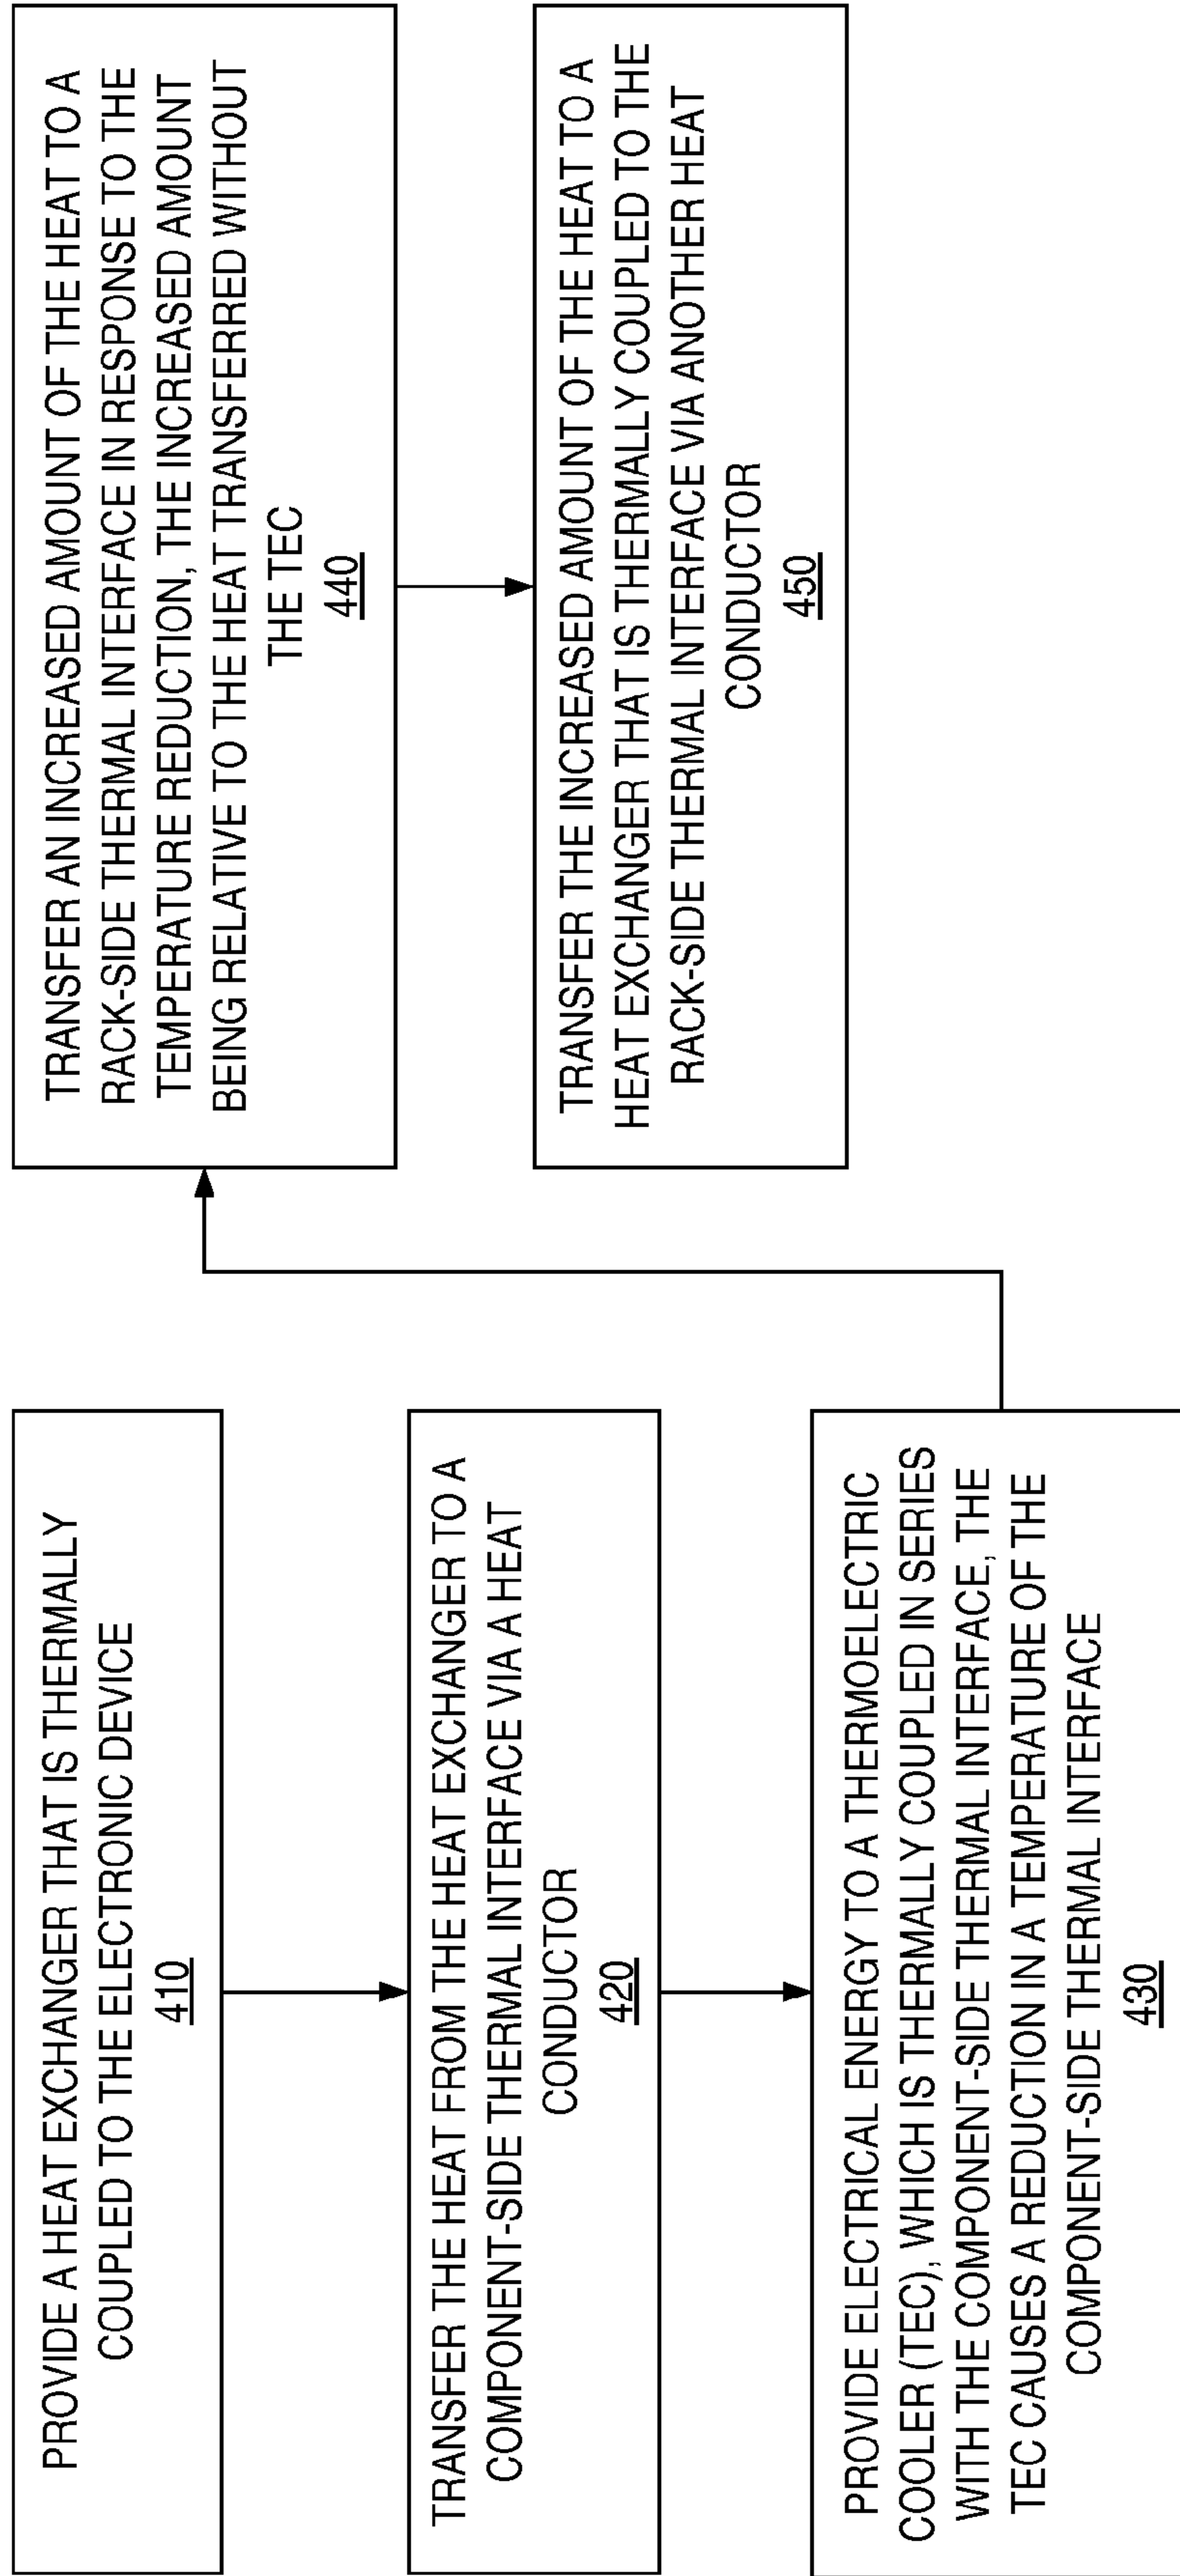 PROVIDE A HEAT EXCHANGER THAT IS THERMALLY
COUPLED TO THE ELECTRONIC DEVICE
410
TRANSFER THE HEAT FROM THE HEAT EXCHANGER TO A
COMPONENT-SIDE THERMAL INTERFACE VIA A HEAT
CONDUCTOR
420
PROVIDE ELECTRICAL ENERGY TO A THERMOELECTRIC
COOLER (TEC), WHICH IS THERMALLY COUPLED IN SERIES
WITH THE COMPONENT-SIDE THERMAL INTERFACE, THE
TEC CAUSES A REDUCTION IN A TEMPERATURE OF THE
COMPONENT-SIDE THERMAL INTERFACE
430
TRANSFER AN INCREASED AMOUNT OF THE HEAT TO A
RACK-SIDE THERMAL INTERFACE IN RESPONSE TO THE
TEMPERATURE REDUCTION, THE INCREASED AMOUNT
BEING RELATIVE TO THE HEAT TRANSFERRED WITHOUT
THE TEC
440
TRANSFER THE INCREASED AMOUNT OF THE HEAT TO A
HEAT EXCHANGER THAT IS THERMALLY COUPLED TO THE
RACK-SIDE THERMAL INTERFACE VIA ANOTHER HEAT
CONDUCTOR
450